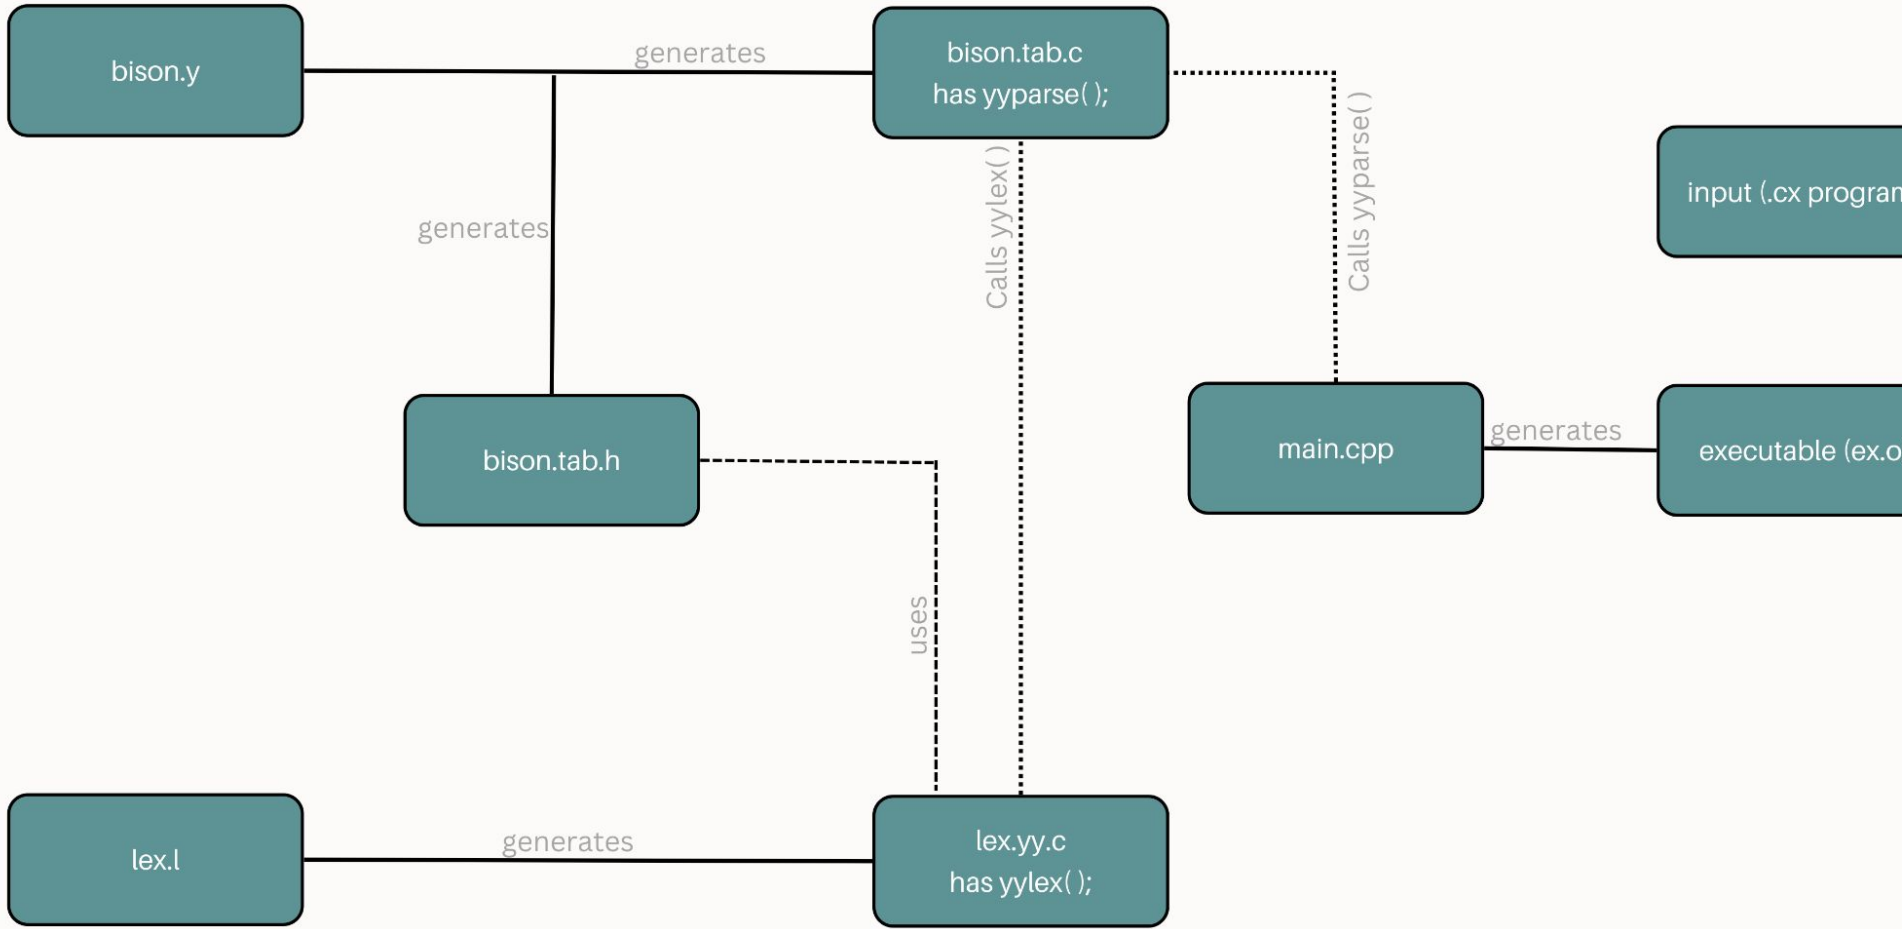 bison.y
generates
bison.tab.c
has yyparse( );
generates
Calls yylex( )
Calls yyparse( )
input (.cx program
bison.tab.h
uses
main.cpp
generates
executable (ex.o
lex.l
generates
lex.yy.c
has yylex( );